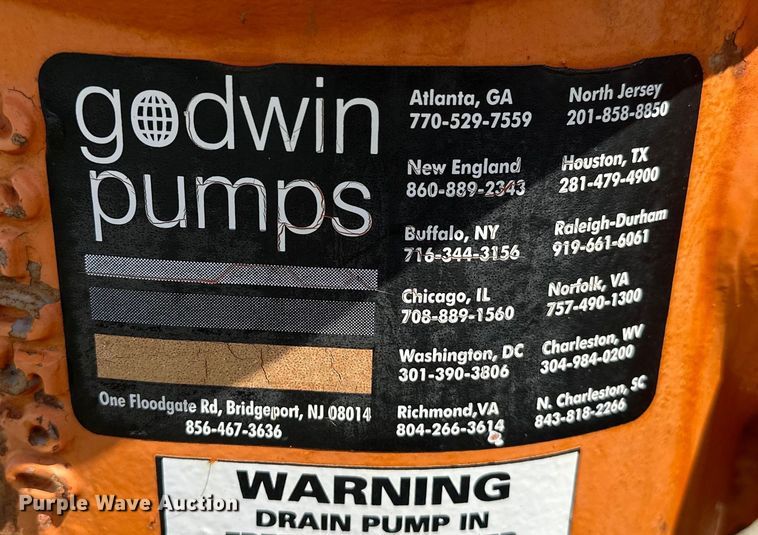 godwin
pumps
One Floodgate Rd, Bridgeport, NJ 08014
856-467-3636
Atlanta, GA
770-529-7559
New England
860-889-2343
Buffalo, NY
716-344-3156
Chicago, IL
708-889-1560
Washington, DC
301-390-3806
Richmond,VA
804-266-3614
North Jersey
201-858-8850
Houston, TX
281-479-4900
Raleigh-Durham
919-661-6061
Norfolk, VA
757-490-1300
Charleston, WV
304-984-0200
N. Charleston, SC
843-818-2266
WARNING
DRAIN PUMP IN
Purple Wave Auction